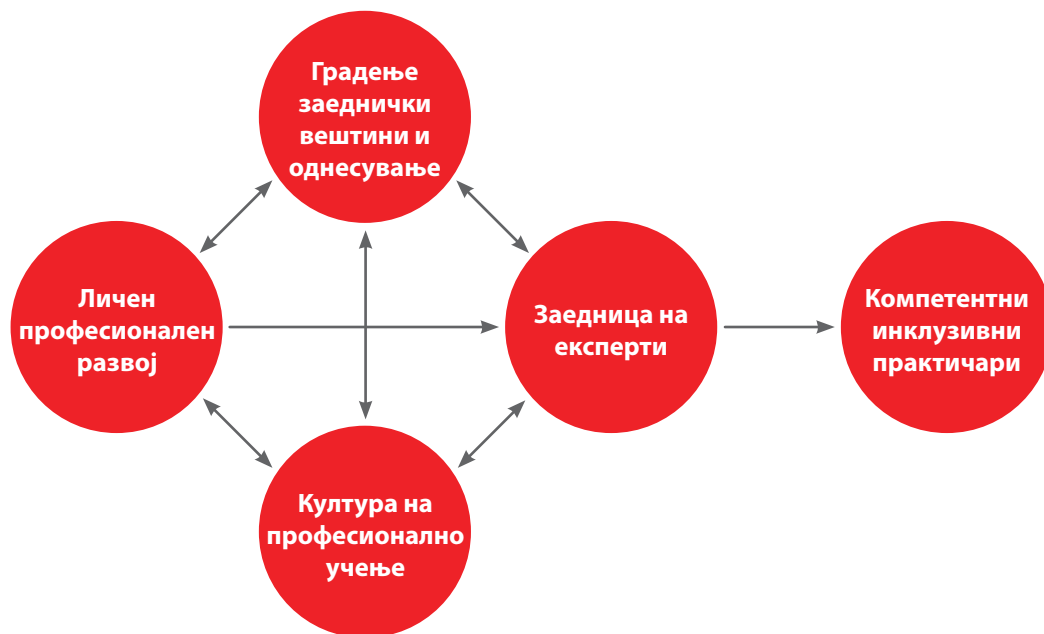 Градење
заеднички
вештини и
однесување
Личен
професионален
развој
Заедница на
експерти
Компетентни
инклузивни
практичари
Култура на
професионално
учење